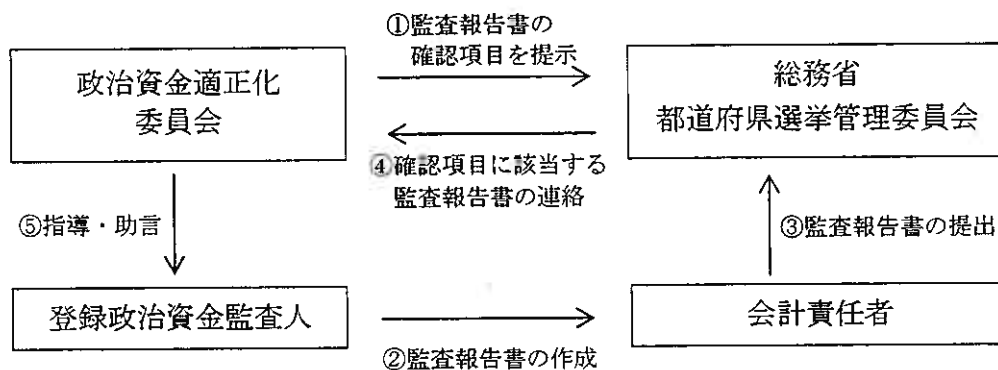 ①監査報告書の
確認項目を提示
政治資金適正化
委員会
総務省
都道府県選挙管理委員会
④確認項目に該当する
監査報告書の連絡
⑤指導・助言
③監査報告書の提出
登録政治資金監査人
会計責任者
②監査報告書の作成